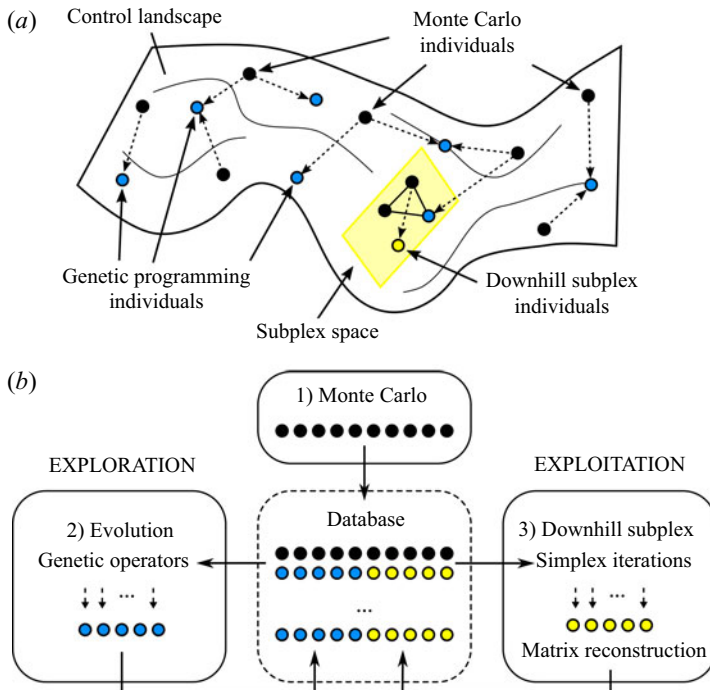 (a)
Control landscape
Monte Carlo
individuals
Genetic programming
individuals
Subplex space
Downhill subplex
individuals
(b)
1) Monte Carlo
EXPLORATION
EXPLOITATION
2) Evolution
Genetic operators
...
Database
...
3) Downhill subplex
Simplex iterations
...
Matrix reconstruction